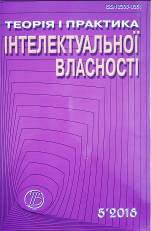 ТЕОРІЯ І ПРАКТИКА
ІНТЕЛЕКТУАЛЬНОЇ
ВЛАСНОСТІ
5'2016